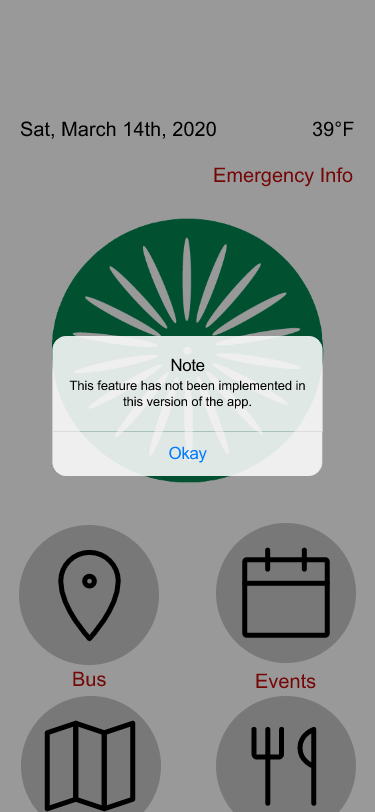 Sat, March 14th, 2020 39°F
Emergency Info
Note
This feature has not been implemented in
this version of the app.
Okay
Bus Events